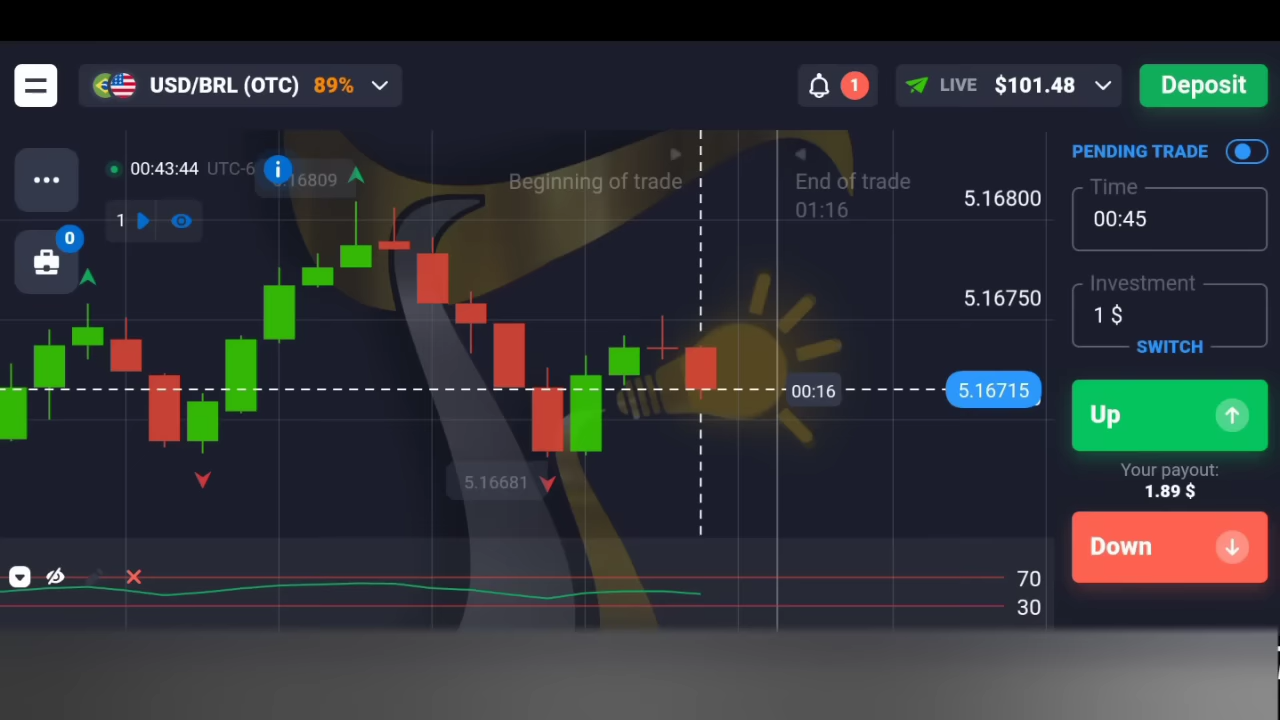 USD/BRL (OTC) 89%
1
LIVE $101.48
Deposit
00:43:44 UTC-6
16809
Beginning of trade
End of trade
01:16
PENDING TRADE
Time
00:45
1
0
5.16800
5.16750
Investment
1 $
SWITCH
00:16
5.16715
Up
Your payout:
1.89 $
5.16681
Down
70
30